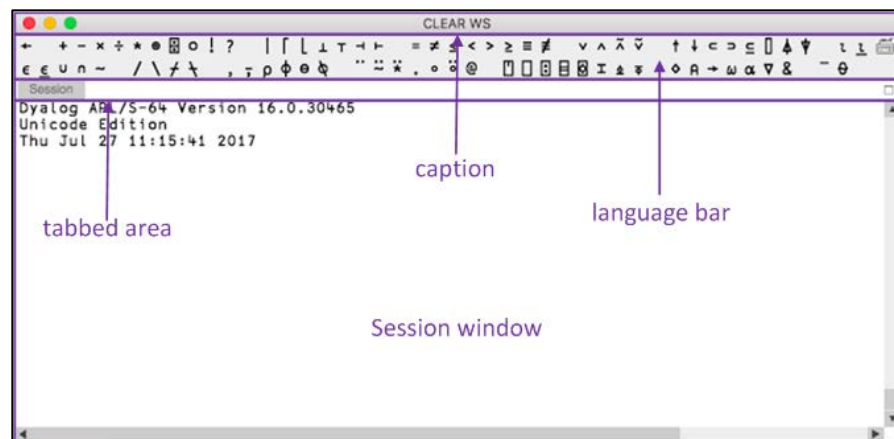 CLEAR WS
← + - × ÷ * ⍟ ⌹ ○ ! ? | ⌈ ⌊ ⊥ ⊤ ⊣ ⊢ = ≠ ≤ < > ≥ ≡ ≢ ∨ ∧ ⍲ ⍱ ↑ ↓ ⊂ ⊃ ⊆ ⌷ ⍋ ⍒ ⍳ ⍸
∊ ⍷ ∪ ∩ ~ / \ ⌿ ⍀ , ⍪ ⍴ ⌽ ⊖ ⍉ ¨ ⍨ ⍣ . ∘ ⍤ @ ⍞ ⎕ ⍠ ⌸ ⌺ ⌶ ⍎ ⍕ ⋄ ⍝ → ⍵ ⍺ ∇ & ¯ ⍬
Session
Dyalog APL/S-64 Version 16.0.30465
Unicode Edition
Thu Jul 27 11:15:41 2017
caption
language bar
tabbed area
Session window